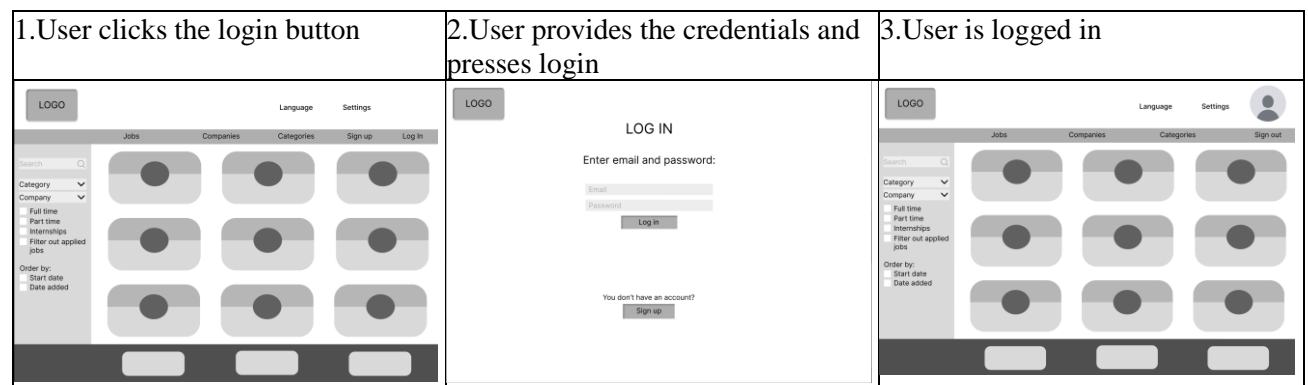 1.User clicks the login button
2.User provides the credentials and
presses login
3.User is logged in
LOGO
Language Settings
Jobs Companies Categories Sign up Log In
Search
Category
Company
Full time
Part time
Internships
Filter out applied
jobs
Order by:
Start date
Date added
LOGO
LOG IN
Enter email and password:
Email
Password
Log in
You don't have an account?
Sign up
LOGO
Language Settings
Jobs Companies Categories Sign out
Search
Category
Company
Full time
Part time
Internships
Filter out applied
jobs
Order by:
Start date
Date added